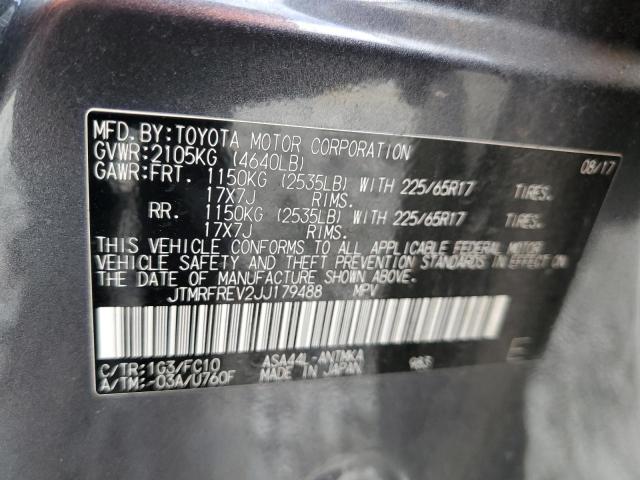 MFD.BY:TOYOTA MOTOR CORPORATION 08/17
GVWR:2105KG (4640LB)
GAWR:FRT. 1150KG (2535LB) WITH 225/65R17 TIRES.
17X7J RIMS.
RR. 1150KG (2535LB) WITH 225/65R17 TIRES.
17X7J RIMS.
THIS VEHICLE CONFORMS TO ALL APPLICABLE FEDERAL MOTOR
VEHICLE SAFETY AND THEFT PREVENTION STANDARDS IN EFFECT ON
THE DATE OF MANUFACTURE SHOWN ABOVE.
JTMRFREV2JJ179488 MPV
C/TR:1G3/FC10 ASA44L-ANTMKA 983
A/TM:-03A/U760F MADE IN JAPAN E